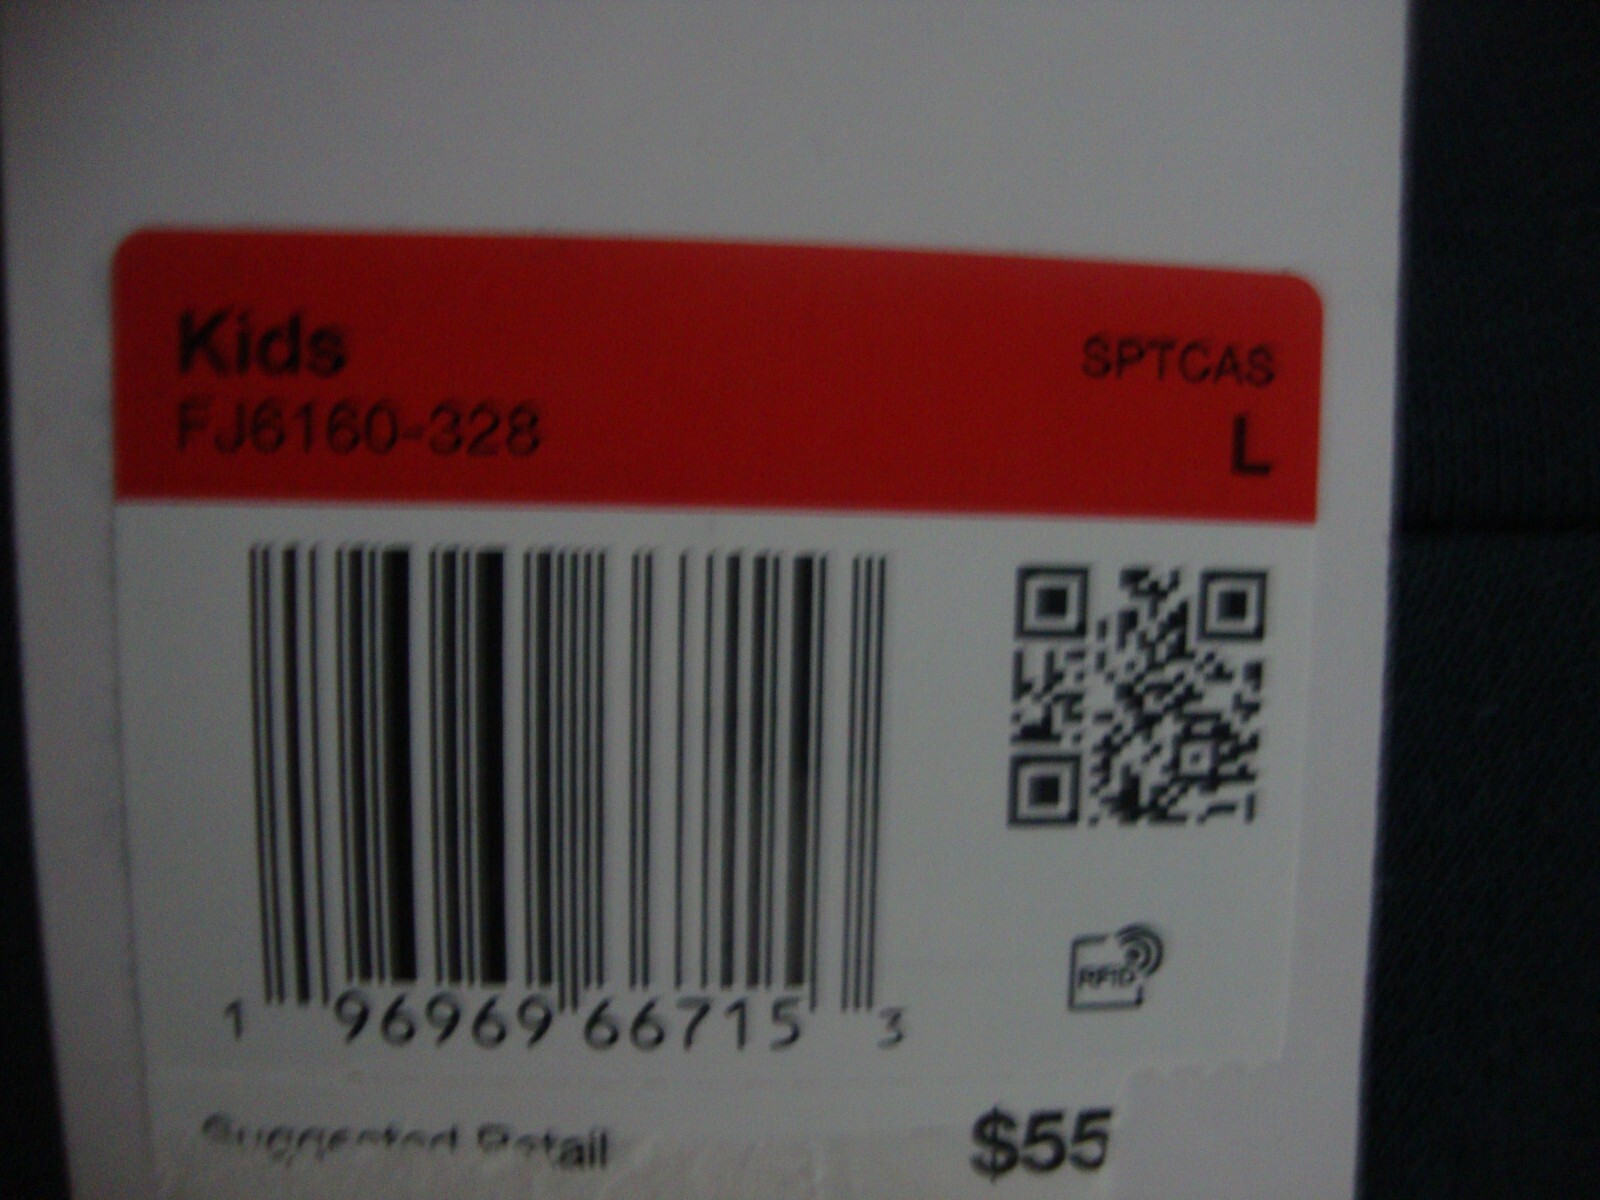 Kids
SPTCAS
FJ6160-328
L
RFID
1 96969 66715 3
Suggested Retail
$55